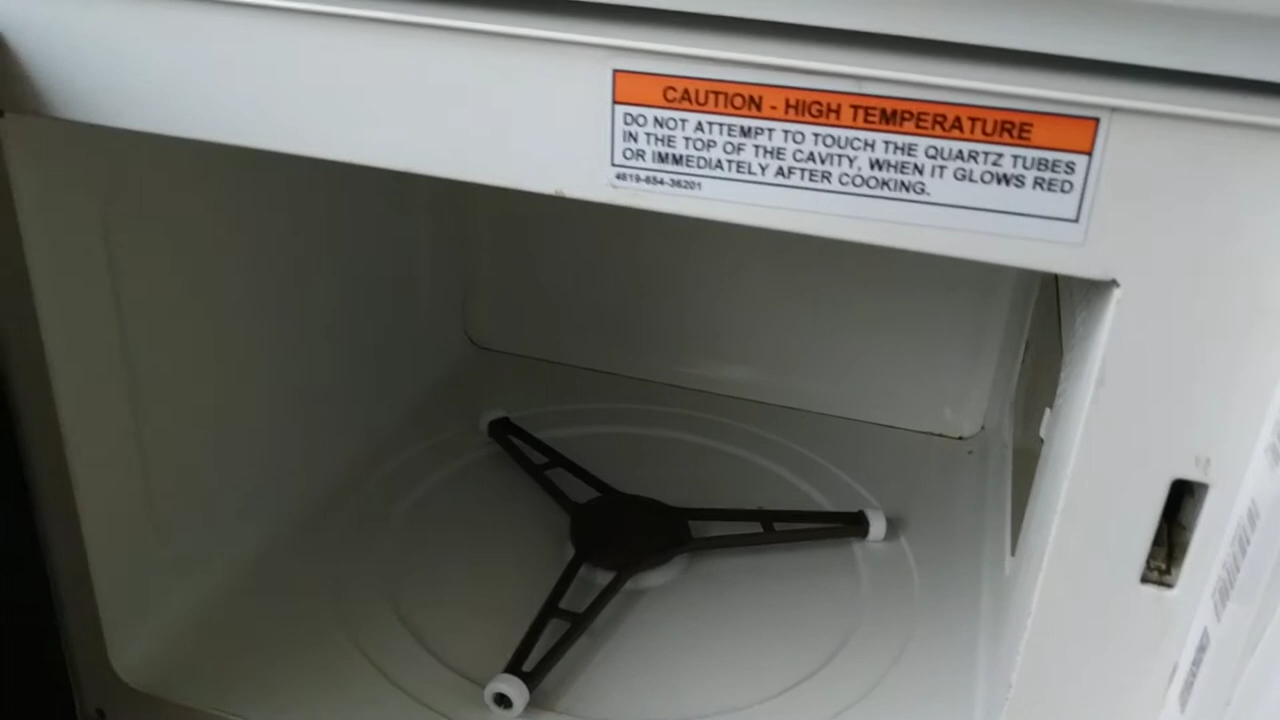 CAUTION - HIGH TEMPERATURE
DO NOT ATTEMPT TO TOUCH THE QUARTZ TUBES
IN THE TOP OF THE CAVITY, WHEN IT GLOWS RED
OR IMMEDIATELY AFTER COOKING.
4619-654-36201